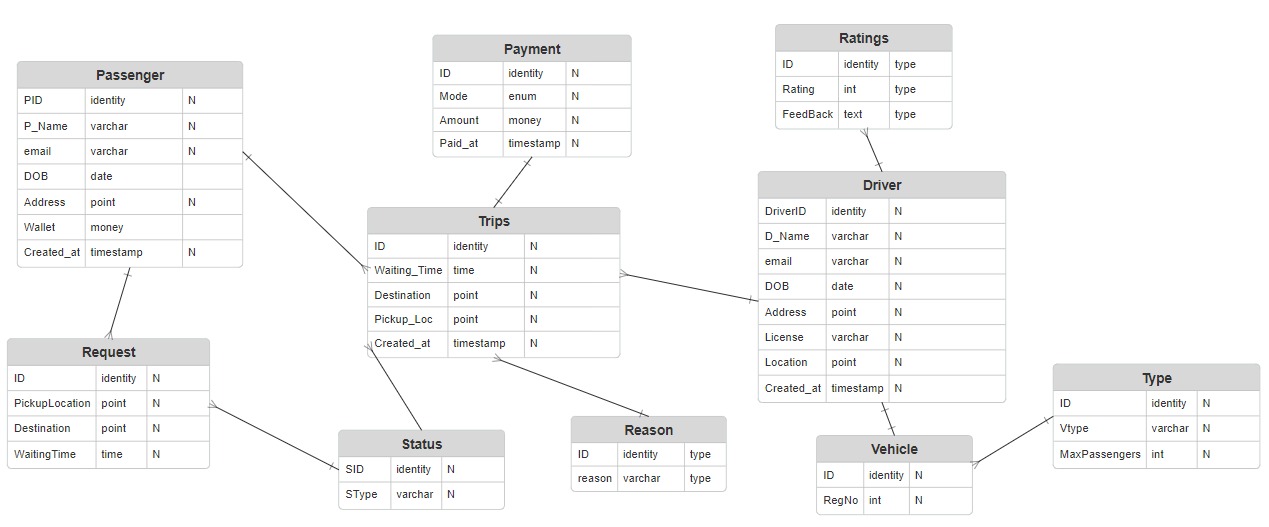 Passenger
PID identity N
P_Name varchar N
email varchar N
DOB date
Address point N
Wallet money
Created_at timestamp N
Payment
ID identity N
Mode enum N
Amount money N
Paid_at timestamp N
Ratings
ID identity type
Rating int type
FeedBack text type
Trips
ID identity N
Waiting_Time time N
Destination point N
Pickup_Loc point N
Created_at timestamp N
Driver
DriverID identity N
D_Name varchar N
email varchar N
DOB date N
Address point N
License varchar N
Location point N
Created_at timestamp N
Request
ID identity N
PickupLocation point N
Destination point N
WaitingTime time N
Status
SID identity N
SType varchar N
Reason
ID identity type
reason varchar type
Vehicle
ID identity N
RegNo int N
Type
ID identity N
Vtype varchar N
MaxPassengers int N